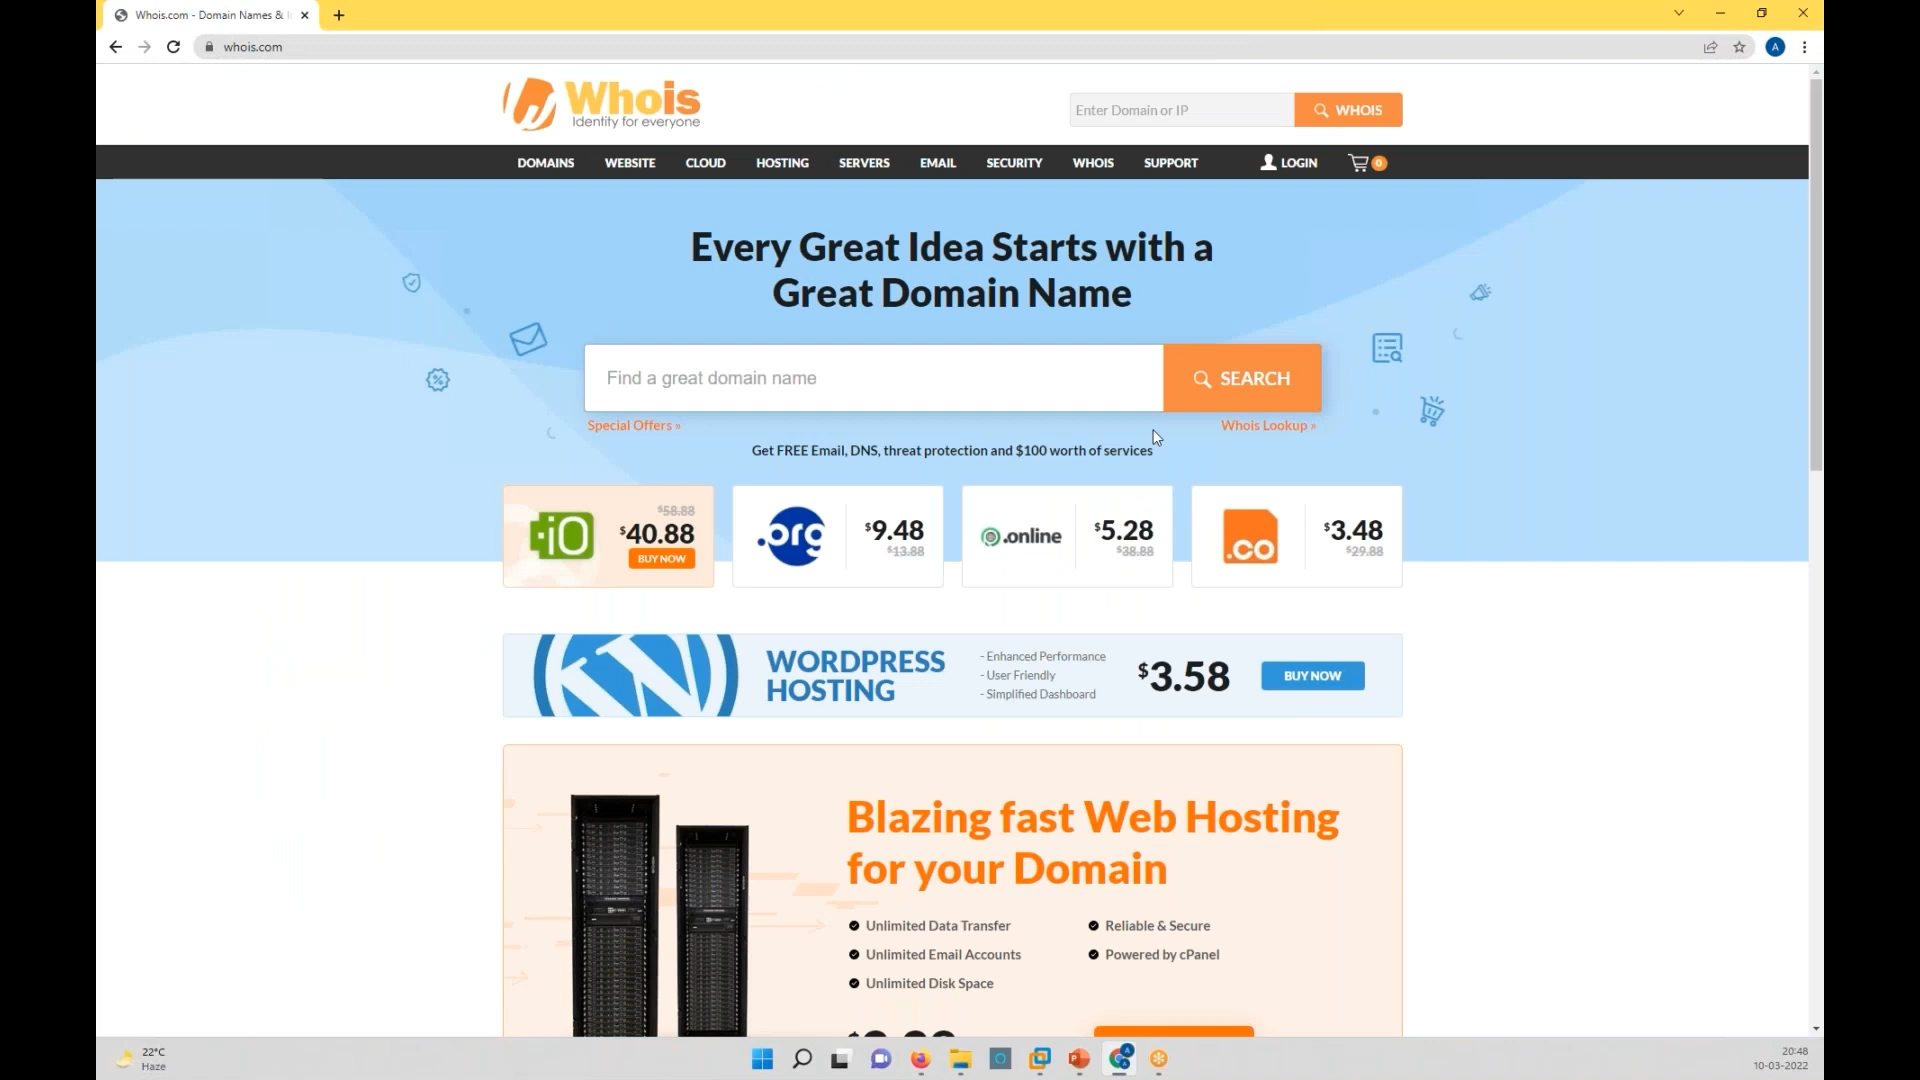 Whois.com - Domain Names &
whois.com
A
Whois
Identity for everyone
Enter Domain or IP
WHOIS
DOMAINS WEBSITE CLOUD HOSTING SERVERS EMAIL SECURITY WHOIS SUPPORT LOGIN 0
Every Great Idea Starts with a
Great Domain Name
Find a great domain name
SEARCH
Special Offers »
Whois Lookup »
Get FREE Email, DNS, threat protection and $100 worth of services
.iO
$58.88
$40.88
BUY NOW
.org
$9.48
$13.88
.online
$5.28
$38.88
.co
$3.48
$29.88
WORDPRESS
HOSTING
- Enhanced Performance
- User Friendly
- Simplified Dashboard
$3.58
BUY NOW
Blazing fast Web Hosting
for your Domain
Unlimited Data Transfer
Unlimited Email Accounts
Unlimited Disk Space
Reliable & Secure
Powered by cPanel
22°C
Haze
20:48
10-03-2022